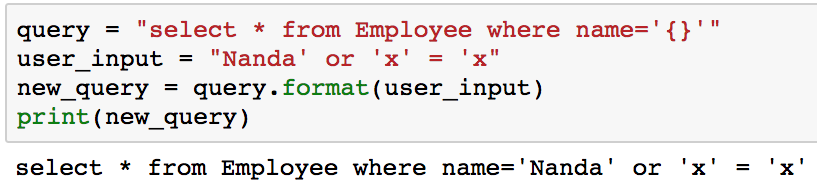 query = "select * from Employee where name='{}'"
user_input = "Nanda' or 'x' = 'x"
new_query = query.format(user_input)
print(new_query)
select * from Employee where name='Nanda' or 'x' = 'x'